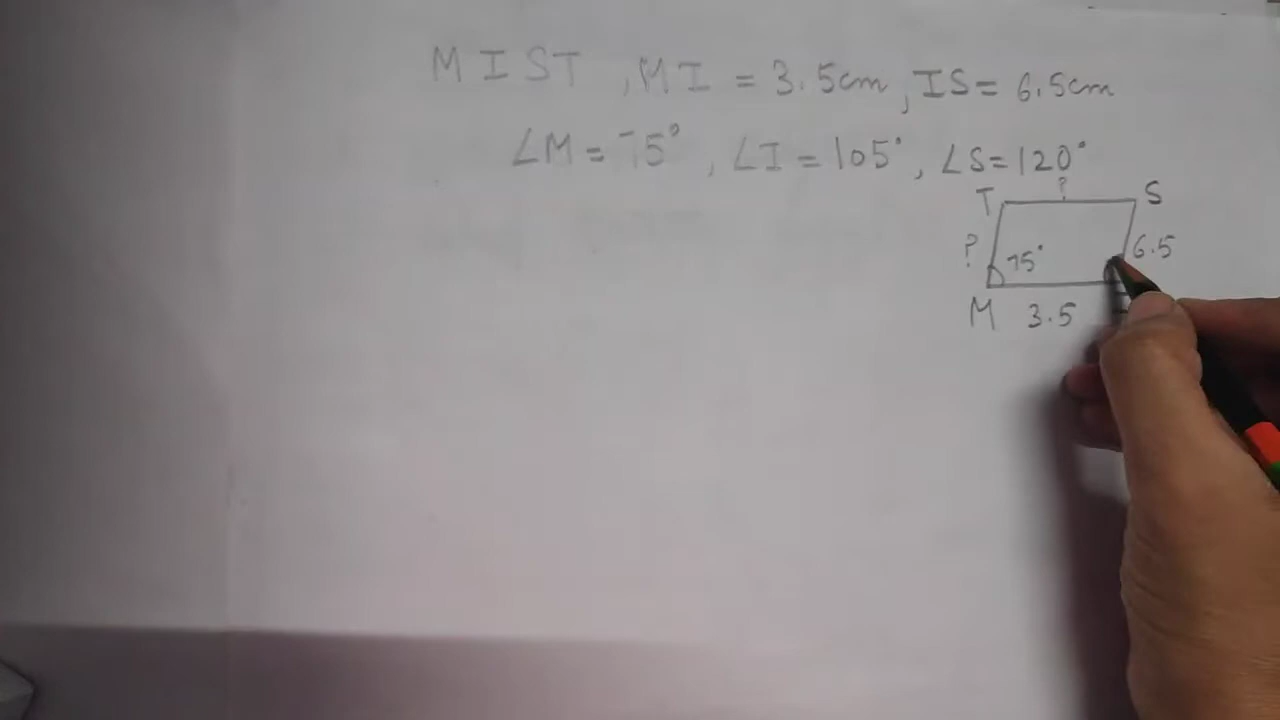 MIST, MI = 3.5cm, IS = 6.5cm
∠M = 75°, ∠I = 105°, ∠S = 120°
T ? S
? 75° 6.5
M 3.5